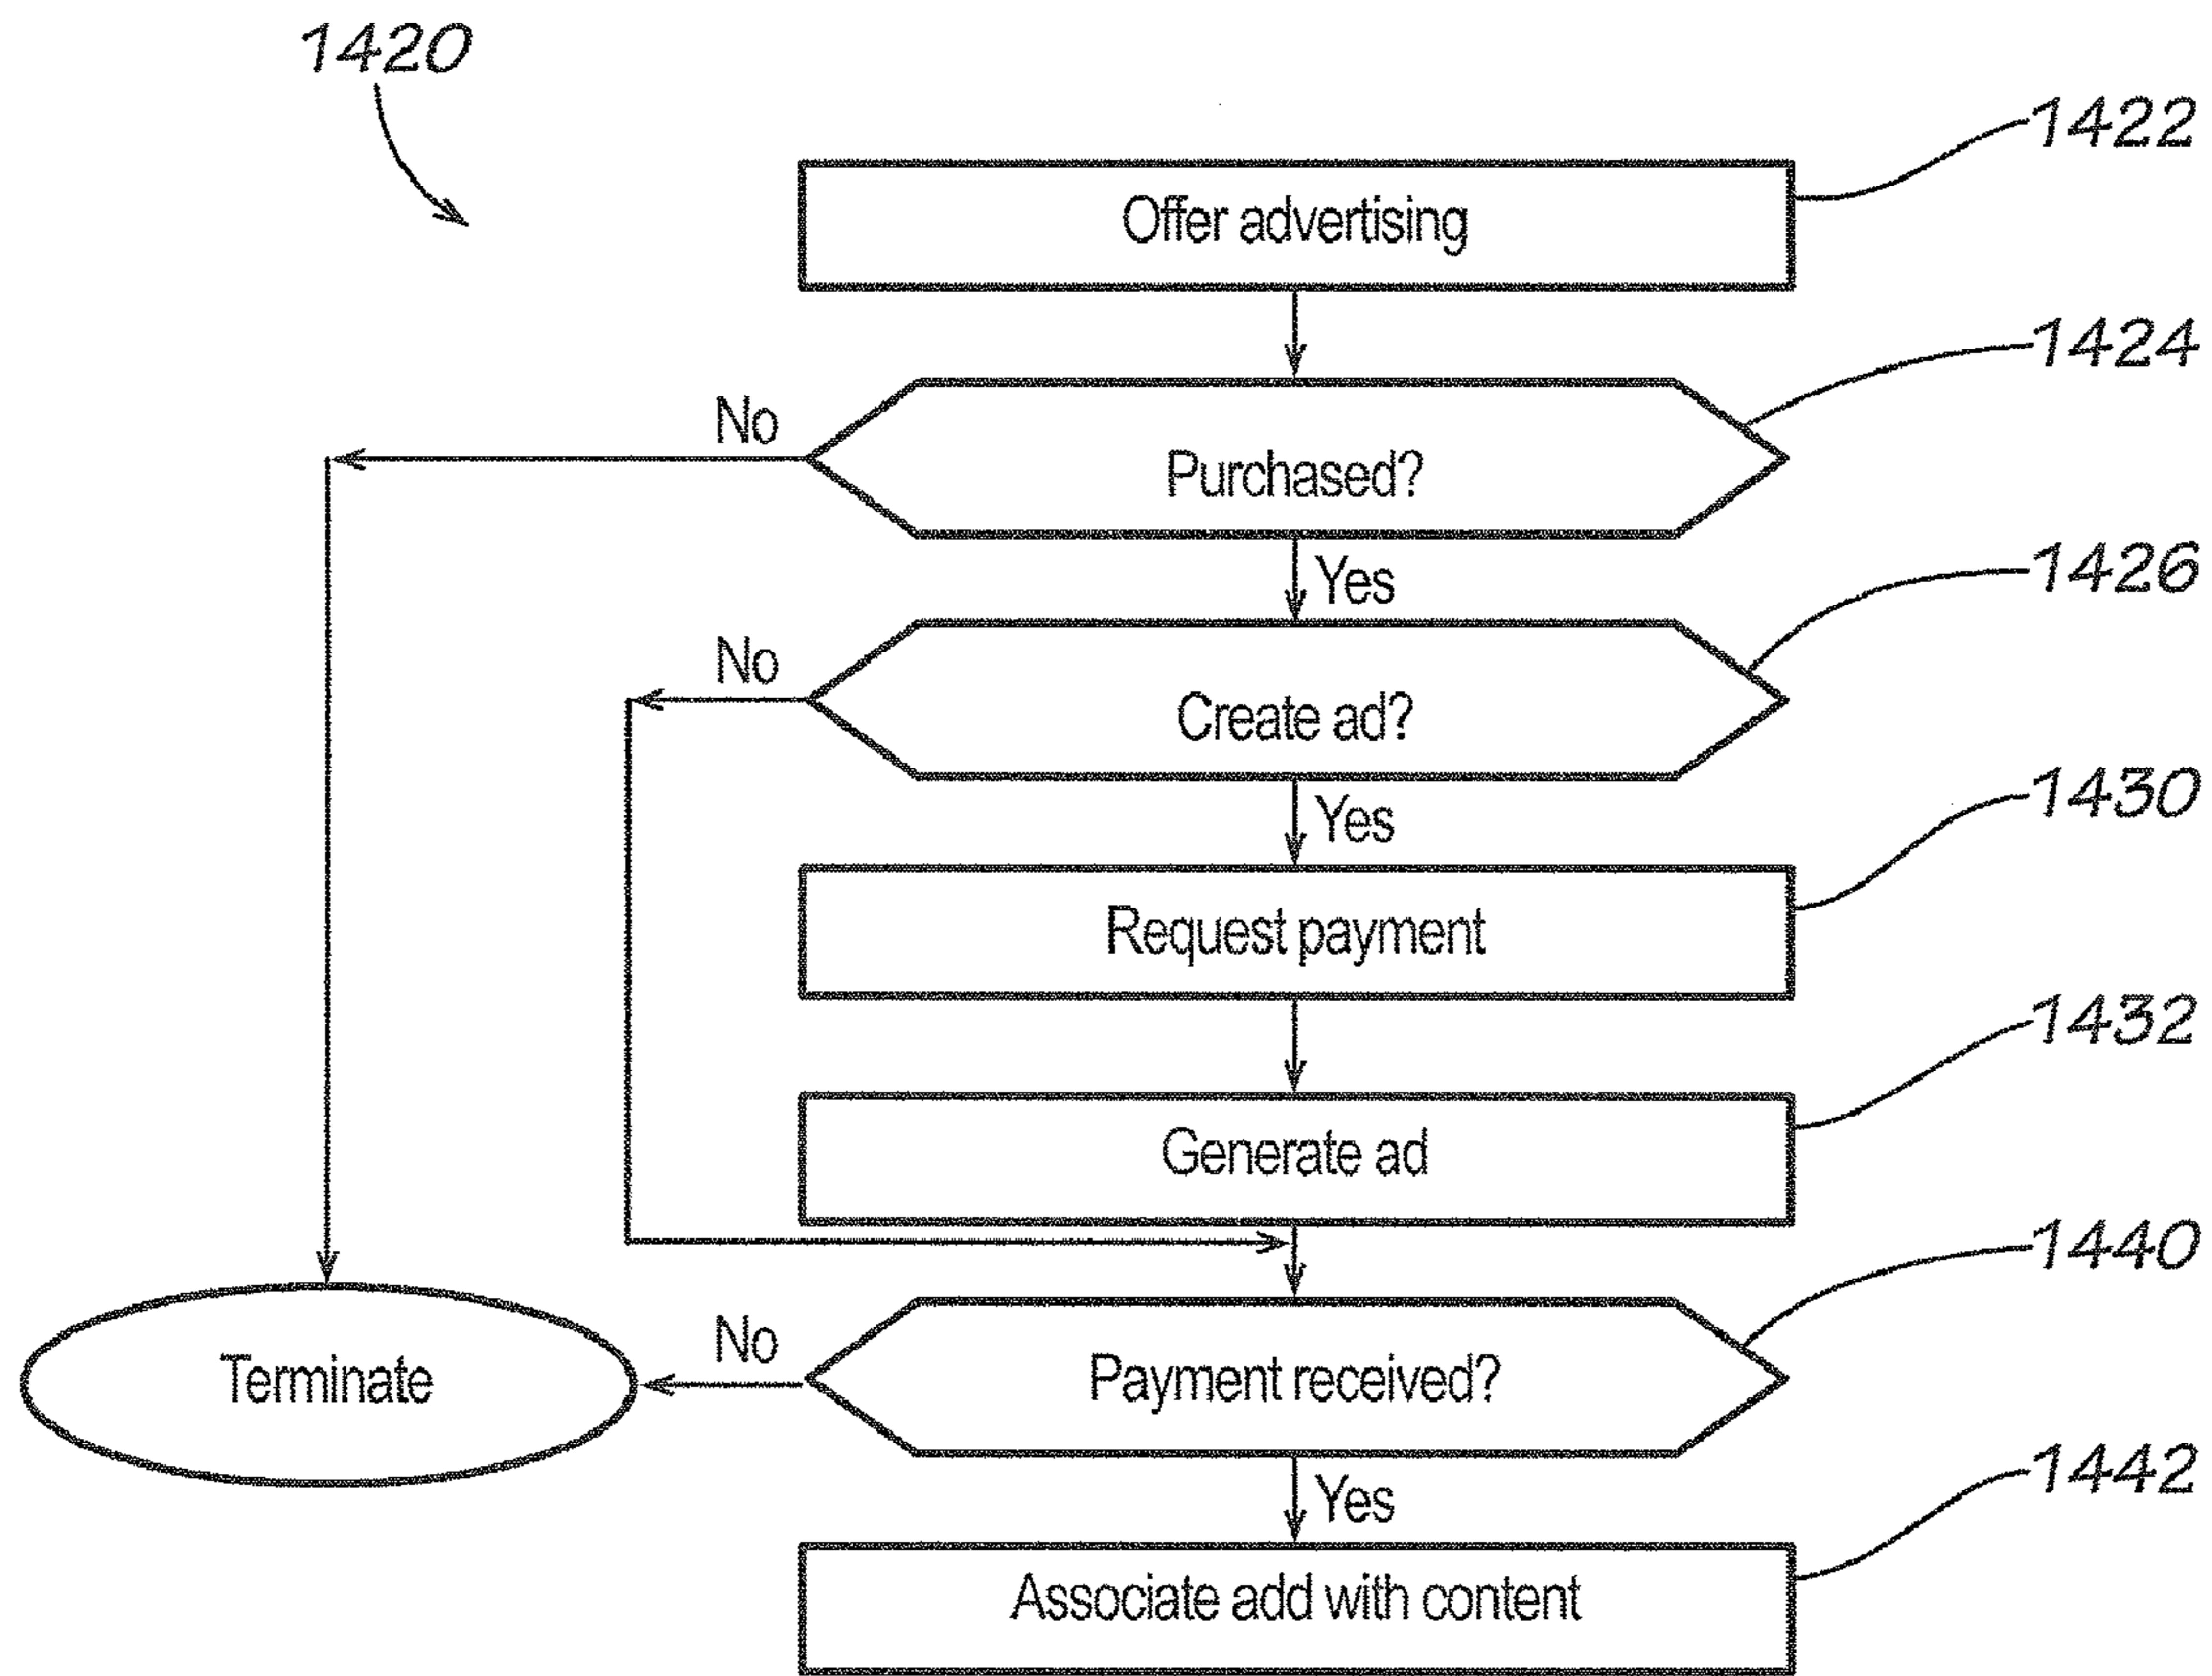 1420
1422
Offer advertising
1424
No
Purchased?
Yes
1426
No
Create ad?
Yes
1430
Request payment
1432
Generate ad
1440
No
Terminate
Payment received?
Yes
1442
Associate add with content